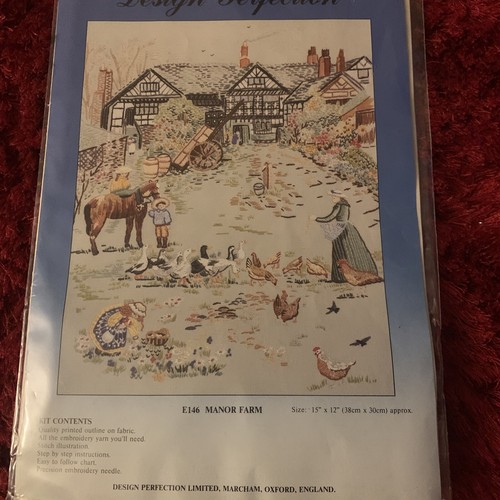 Design Perfection
E146 MANOR FARM Size: 15" x 12" (38cm x 30cm) approx.
KIT CONTENTS
Quality printed outline on fabric.
All the embroidery yarn you'll need.
Stitch illustration.
Step by step instructions.
Easy to follow chart.
Precision embroidery needle.
DESIGN PERFECTION LIMITED, MARCHAM, OXFORD, ENGLAND.